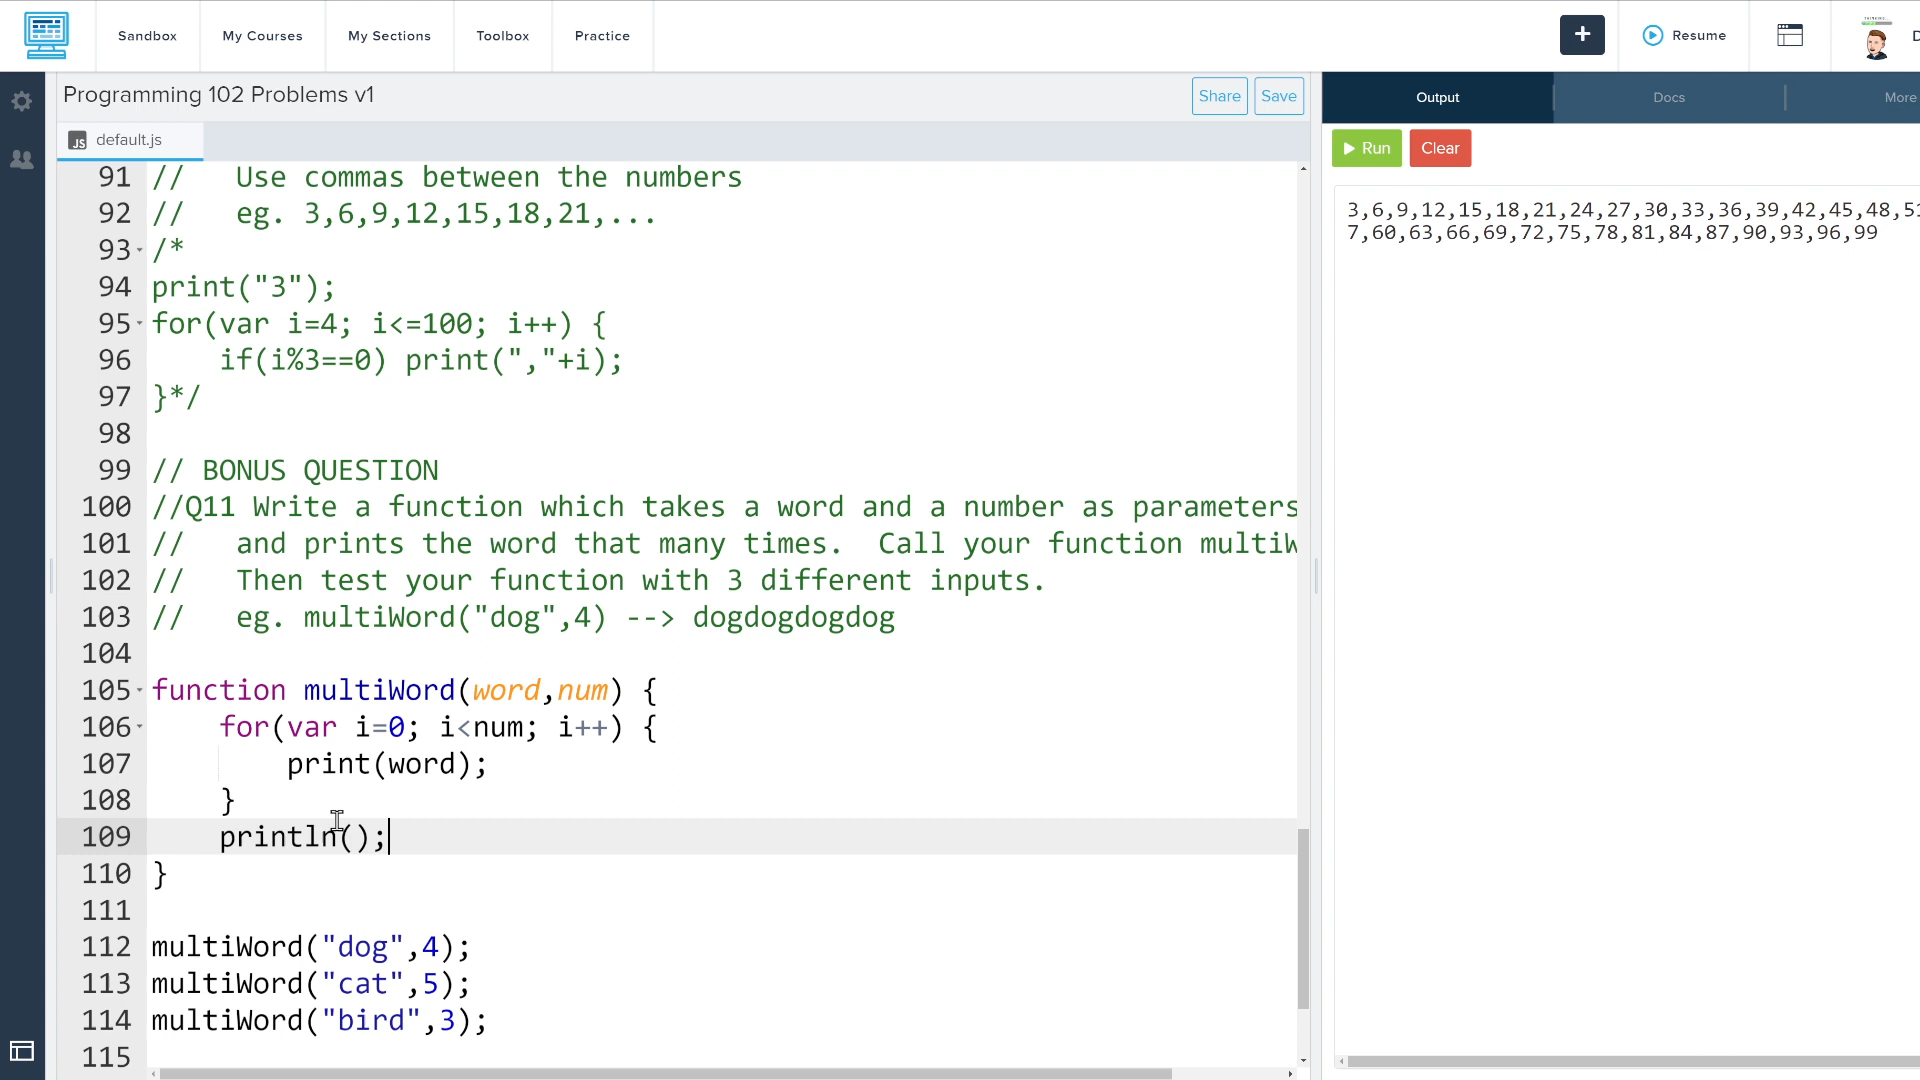 Sandbox
My Courses
My Sections
Toolbox
Practice
+
Resume
Programming 102 Problems v1
Share
Save
Output
Docs
More
JS default.js
Run
Clear
91 //   Use commas between the numbers
92 //   eg. 3,6,9,12,15,18,21,...
93 /*
94 print("3");
95 for(var i=4; i<=100; i++) {
96     if(i%3==0) print(","+i);
97 }*/
98
99 // BONUS QUESTION
100 //Q11 Write a function which takes a word and a number as parameters
101 //   and prints the word that many times.  Call your function multiW
102 //   Then test your function with 3 different inputs.
103 //   eg. multiWord("dog",4) --> dogdogdogdog
104
105 function multiWord(word,num) {
106     for(var i=0; i<num; i++) {
107         print(word);
108     }
109     println();
110 }
111
112 multiWord("dog",4);
113 multiWord("cat",5);
114 multiWord("bird",3);
115
3,6,9,12,15,18,21,24,27,30,33,36,39,42,45,48,51
7,60,63,66,69,72,75,78,81,84,87,90,93,96,99